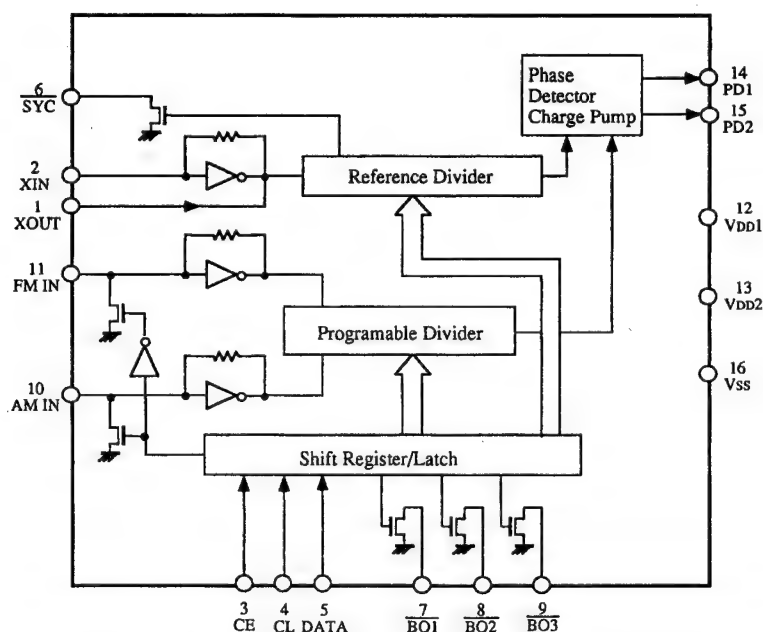 6
SYC
2
XIN
1
XOUT
11
FM IN
10
AM IN
Phase
Detector
Charge Pump
Reference Divider
Programable Divider
Shift Register/Latch
14
PD1
15
PD2
12
VDD1
13
VDD2
16
VSS
3
CE
4
CL
5
DATA
7
BO1
8
BO2
9
BO3